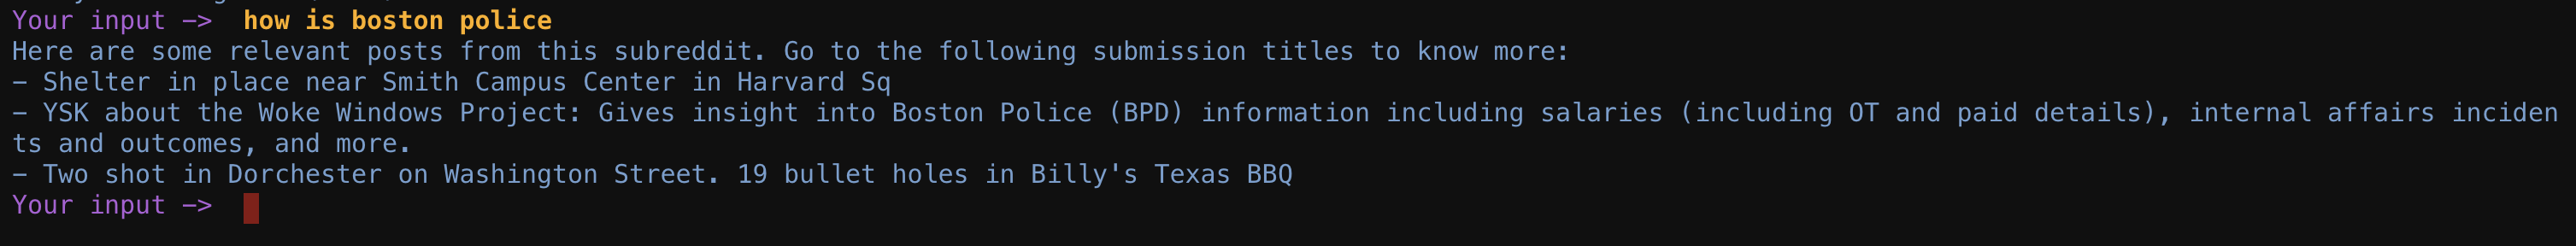 Your input ->  how is boston police
Here are some relevant posts from this subreddit. Go to the following submission titles to know more:
- Shelter in place near Smith Campus Center in Harvard Sq
- YSK about the Woke Windows Project: Gives insight into Boston Police (BPD) information including salaries (including OT and paid details), internal affairs inciden
ts and outcomes, and more.
- Two shot in Dorchester on Washington Street. 19 bullet holes in Billy's Texas BBQ
Your input ->